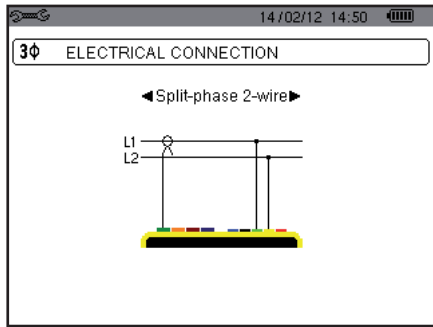 14/02/12 14:50
3ϕ ELECTRICAL CONNECTION
◄Split-phase 2-wire►
L1
L2